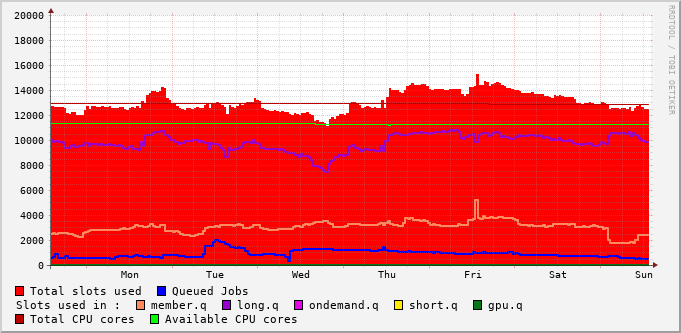 20000
18000
16000
14000
12000
10000
8000
6000
4000
2000
0
Mon Tue Wed Thu Fri Sat Sun
RRDTOOL / TOBI OETIKER
Total slots used Queued Jobs
Slots used in : member.q long.q ondemand.q short.q gpu.q
Total CPU cores Available CPU cores